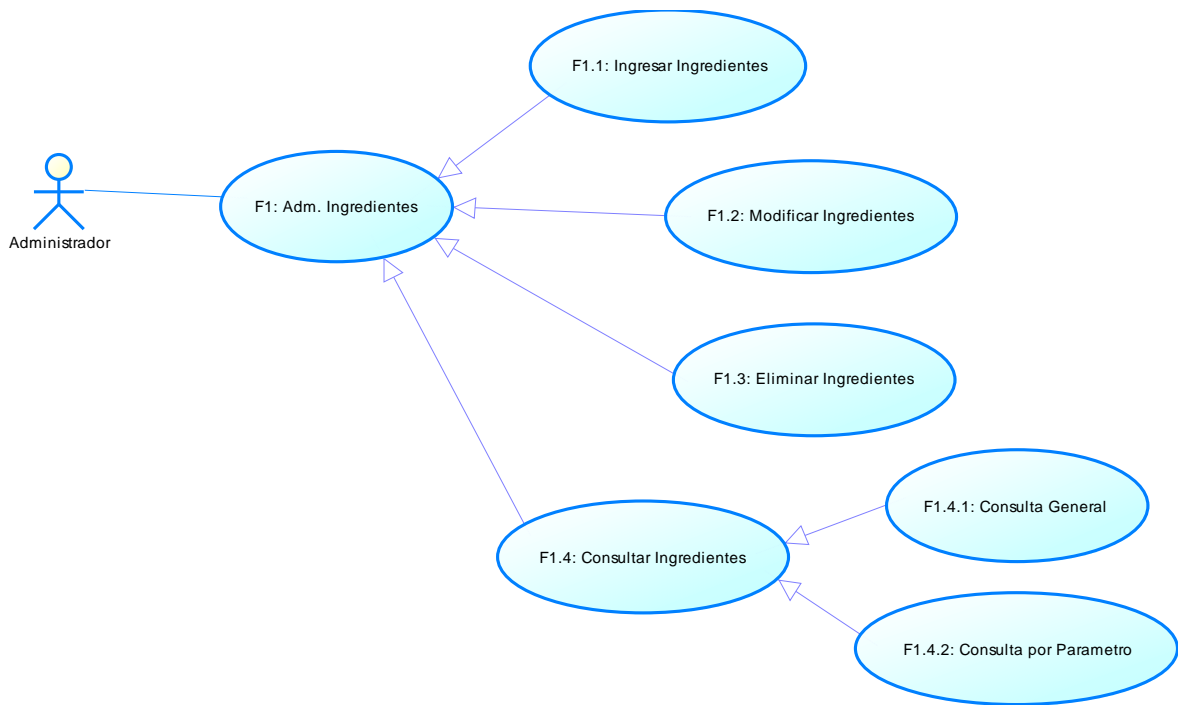 F1.1: Ingresar Ingredientes
F1: Adm. Ingredientes
F1.2: Modificar Ingredientes
Administrador
F1.3: Eliminar Ingredientes
F1.4.1: Consulta General
F1.4: Consultar Ingredientes
F1.4.2: Consulta por Parametro